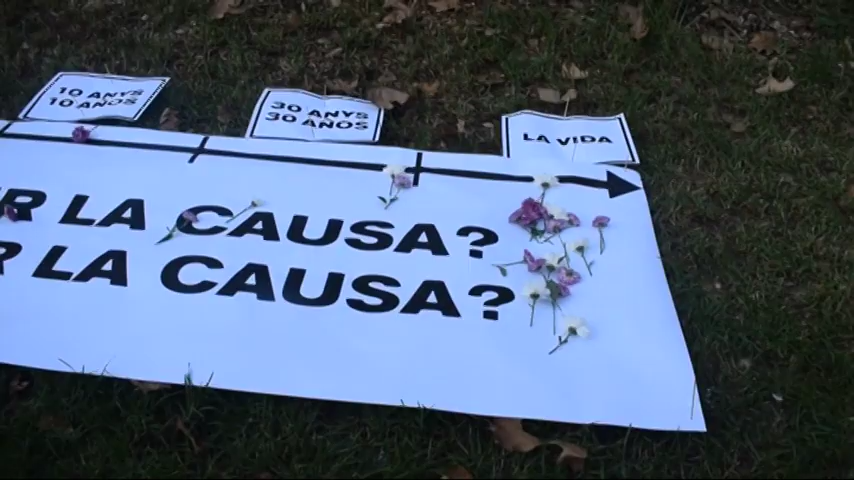 10 ANYS
10 AÑOS
30 ANYS
30 AÑOS
LA VIDA
R LA CAUSA?
R LA CAUSA?